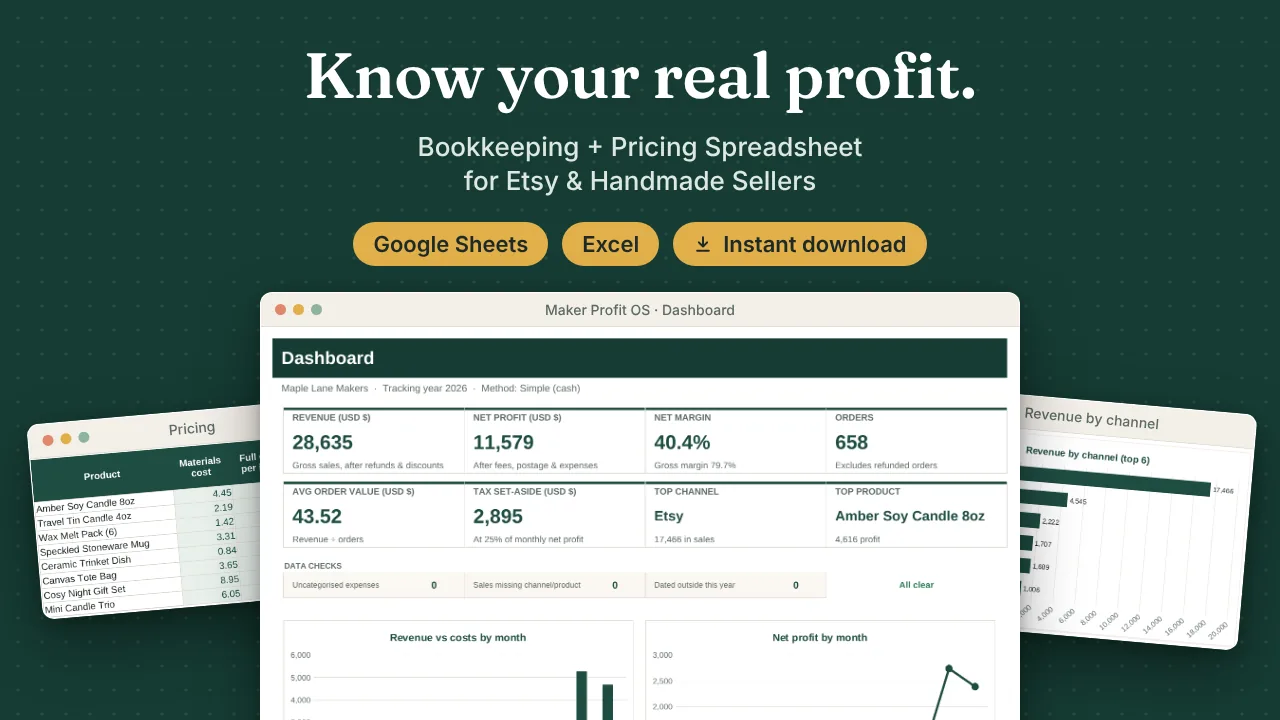 Know your real profit.
Bookkeeping + Pricing Spreadsheet
for Etsy & Handmade Sellers
Google Sheets
Excel
Instant download
Maker Profit OS · Dashboard
Dashboard
Maple Lane Makers · Tracking year 2026 · Method: Simple (cash)
REVENUE (USD $)
28,635
Gross sales, after refunds & discounts
NET PROFIT (USD $)
11,579
After fees, postage & expenses
NET MARGIN
40.4%
Gross margin 79.7%
ORDERS
658
Excludes refunded orders
AVG ORDER VALUE (USD $)
43.52
Revenue ÷ orders
TAX SET-ASIDE (USD $)
2,895
At 25% of monthly net profit
TOP CHANNEL
Etsy
17,466 in sales
TOP PRODUCT
Amber Soy Candle 8oz
4,616 profit
DATA CHECKS
Uncategorised expenses 0
Sales missing channel/product 0
Dated outside this year 0
All clear
Revenue vs costs by month
6,000
5,000
4,000
Net profit by month
3,000
2,500
2,000
Pricing
Product
Materials
cost
Full
per
Amber Soy Candle 8oz 4.45
Travel Tin Candle 4oz 2.19
Wax Melt Pack (6) 1.42
Speckled Stoneware Mug 3.31
Ceramic Trinket Dish 0.84
Canvas Tote Bag 3.65
Cosy Night Gift Set 8.95
Mini Candle Trio 6.05
Revenue by channel
Revenue by channel (top 6)
17,466
4,545
2,222
1,707
1,689
1,006
4,000
6,000
8,000
10,000
12,000
14,000
16,000
18,000
20,000